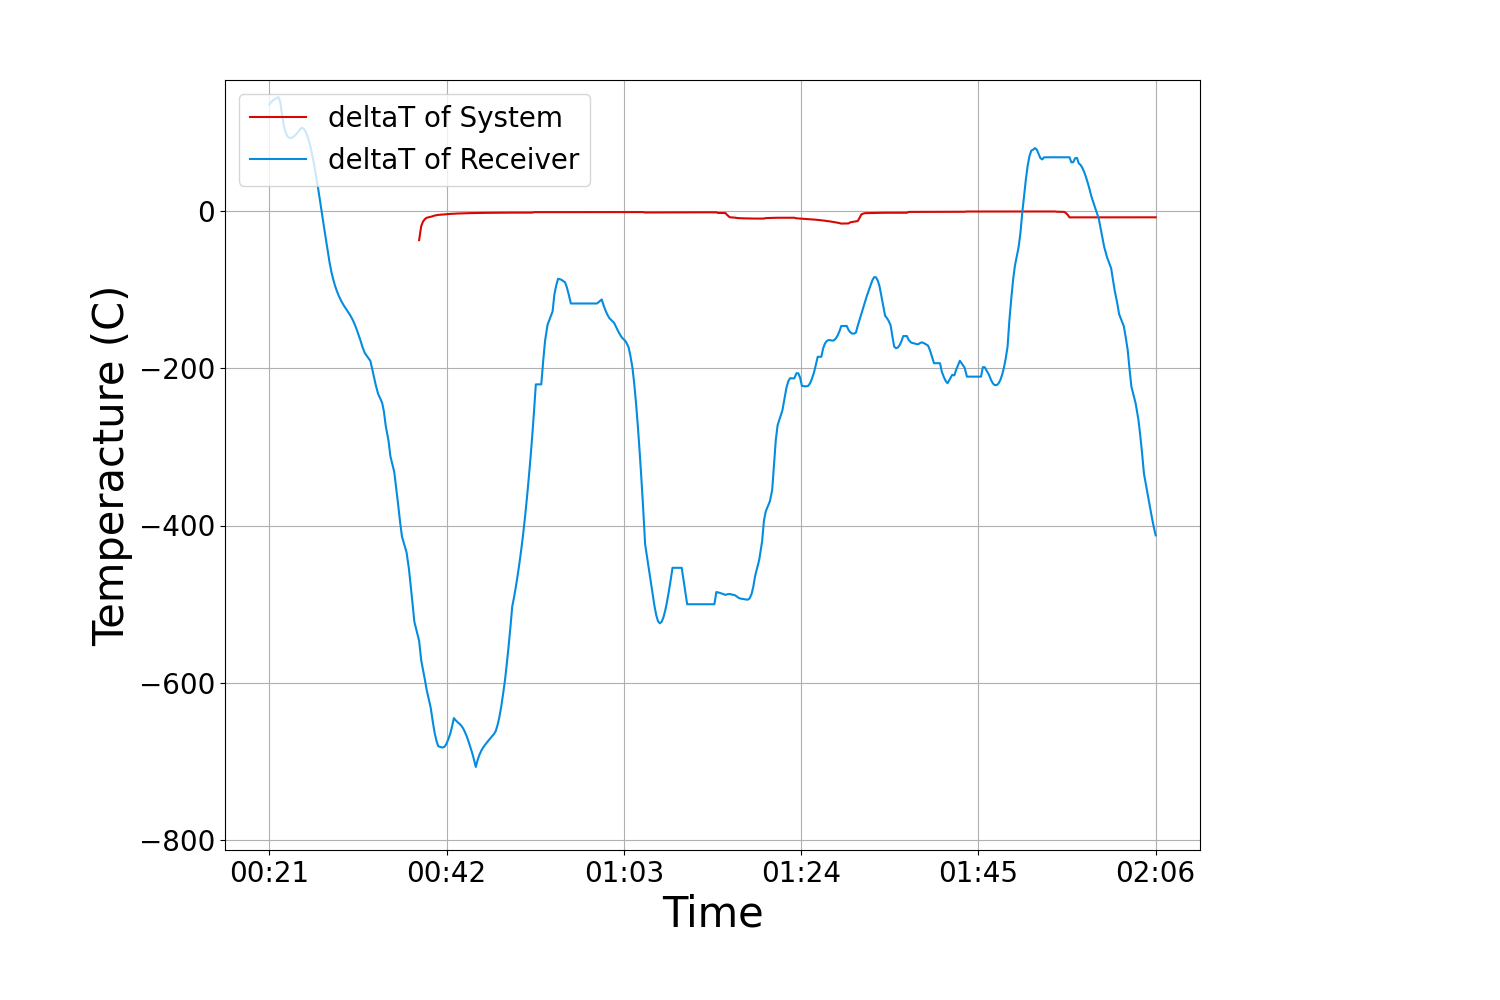 deltaT of System
deltaT of Receiver
0
−200
−400
−600
−800
Temperacture (C)
00:21 00:42 01:03 01:24 01:45 02:06
Time